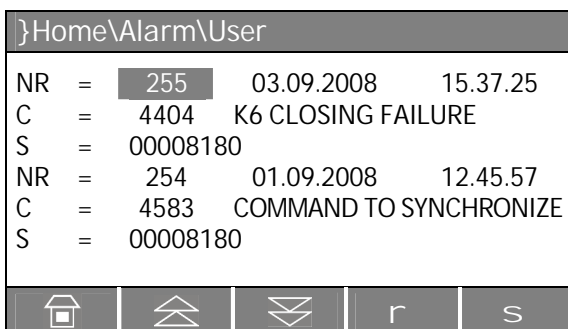 }Home\Alarm\User
NR = 255 03.09.2008 15.37.25
C = 4404 K6 CLOSING FAILURE
S = 00008180
NR = 254 01.09.2008 12.45.57
C = 4583 COMMAND TO SYNCHRONIZE
S = 00008180
r s